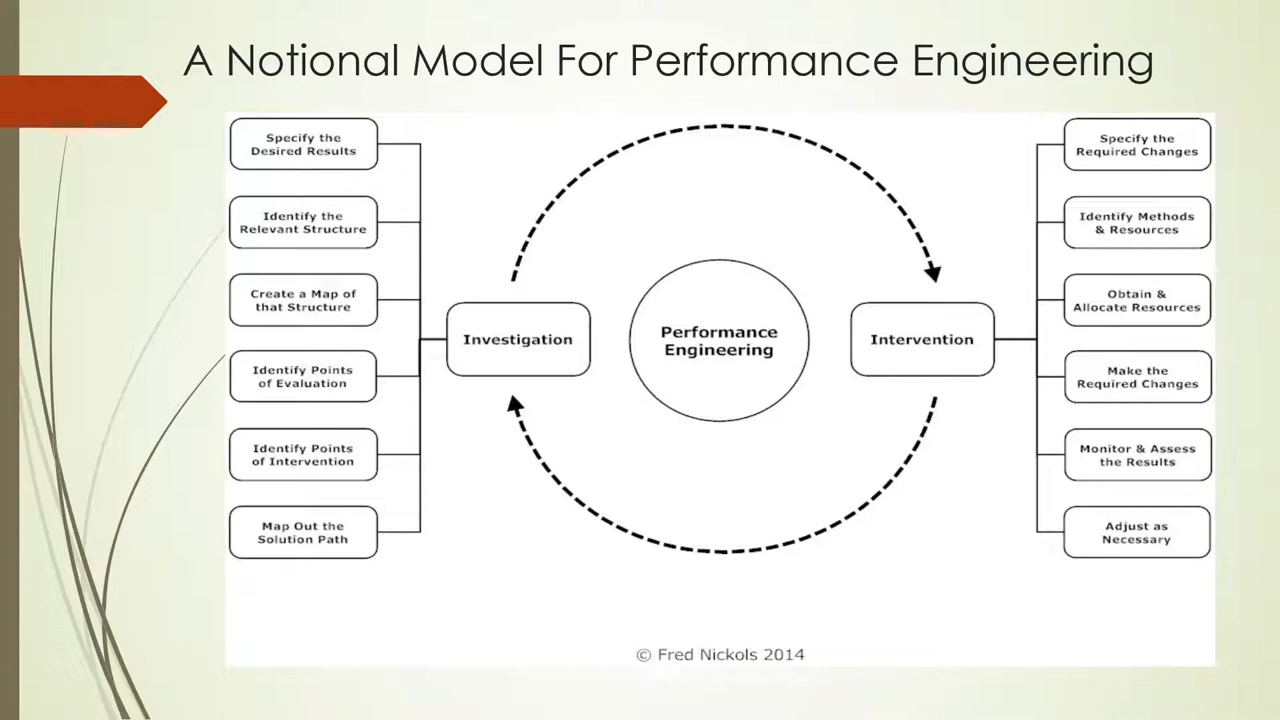 A Notional Model For Performance Engineering
Specify the
Desired Results
Identify the
Relevant Structure
Create a Map of
that Structure
Identify Points
of Evaluation
Identify Points
of Intervention
Map Out the
Solution Path
Investigation
Performance
Engineering
Intervention
Specify the
Required Changes
Identify Methods
& Resources
Obtain &
Allocate Resources
Make the
Required Changes
Monitor & Assess
the Results
Adjust as
Necessary
© Fred Nickols 2014